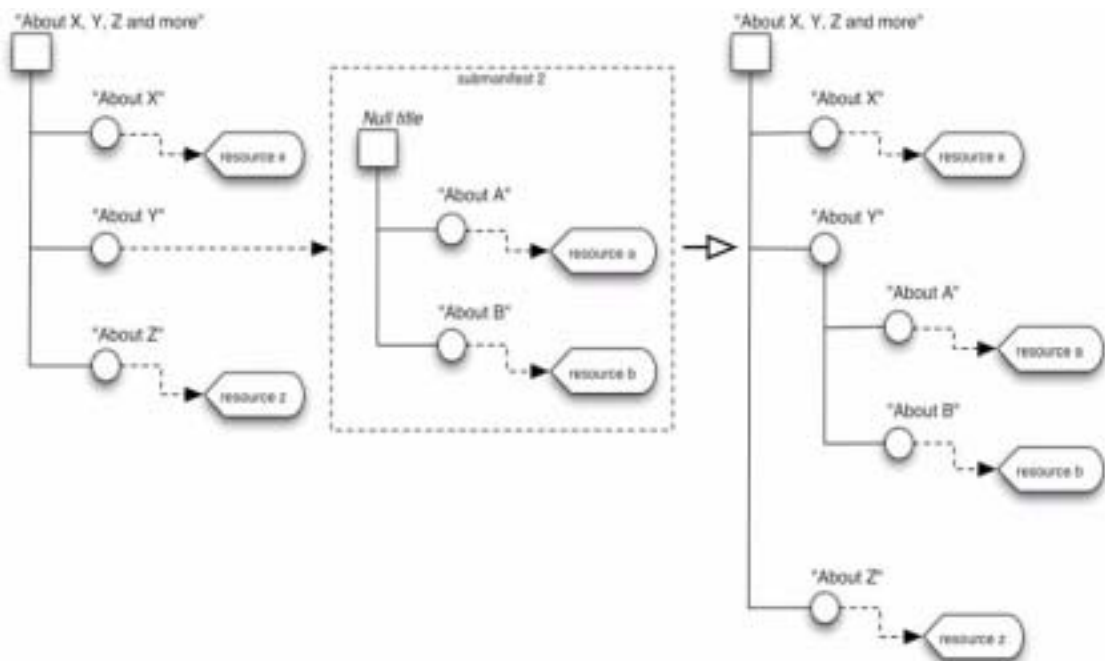 "About X, Y, Z and more"
"About X"
resource x
"About Y"
"About Z"
resource z
submanifest 2
Null title
"About A"
resource a
"About B"
resource b
"About X, Y, Z and more"
"About X"
resource x
"About Y"
"About A"
resource a
"About B"
resource b
"About Z"
resource z